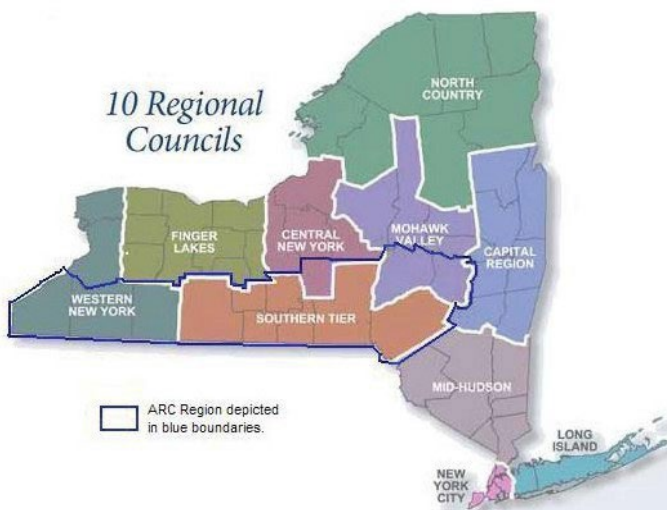 10 Regional
Councils
NORTH
COUNTRY
FINGER
LAKES
CENTRAL
NEW YORK
MOHAWK
VALLEY
CAPITAL
REGION
WESTERN
NEW YORK
SOUTHERN TIER
MID-HUDSON
ARC Region depicted
in blue boundaries.
LONG
ISLAND
NEW
YORK
CITY